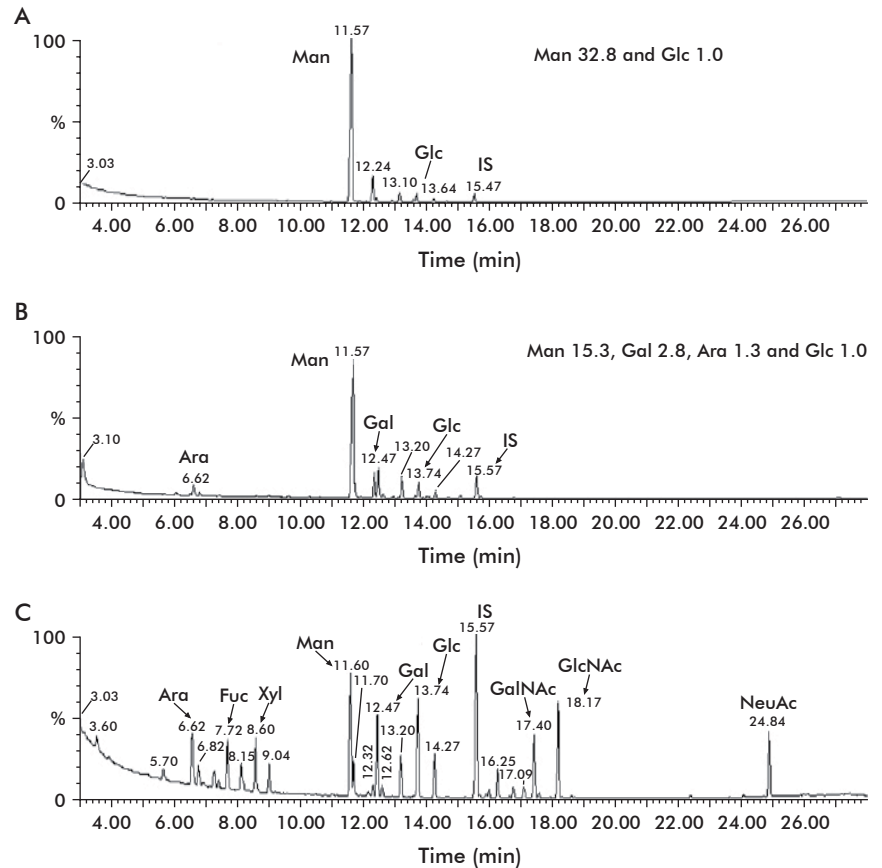 A
11.57
100
Man
Man 32.8 and Glc 1.0
%
3.03
12.24
13.10
Glc
13.64
IS
15.47
0
4.00 6.00 8.00 10.00 12.00 14.00 16.00 18.00 20.00 22.00 24.00 26.00
Time (min)
B
100
Man
11.57
Man 15.3, Gal 2.8, Ara 1.3 and Glc 1.0
%
3.10
Ara
6.62
Gal
12.47
13.20
Glc
13.74
14.27
IS
15.57
0
4.00 6.00 8.00 10.00 12.00 14.00 16.00 18.00 20.00 22.00 24.00 26.00
Time (min)
C
100
%
3.03
3.60
5.70
Ara
6.62
6.82
Fuc
7.72
8.15
Xyl
8.60
9.04
Man
11.60
11.70
12.32
Gal
12.47
12.62
13.20
Glc
13.74
14.27
IS
15.57
16.25
17.09
GalNAc
17.40
GlcNAc
18.17
NeuAc
24.84
0
4.00 6.00 8.00 10.00 12.00 14.00 16.00 18.00 20.00 22.00 24.00 26.00
Time (min)